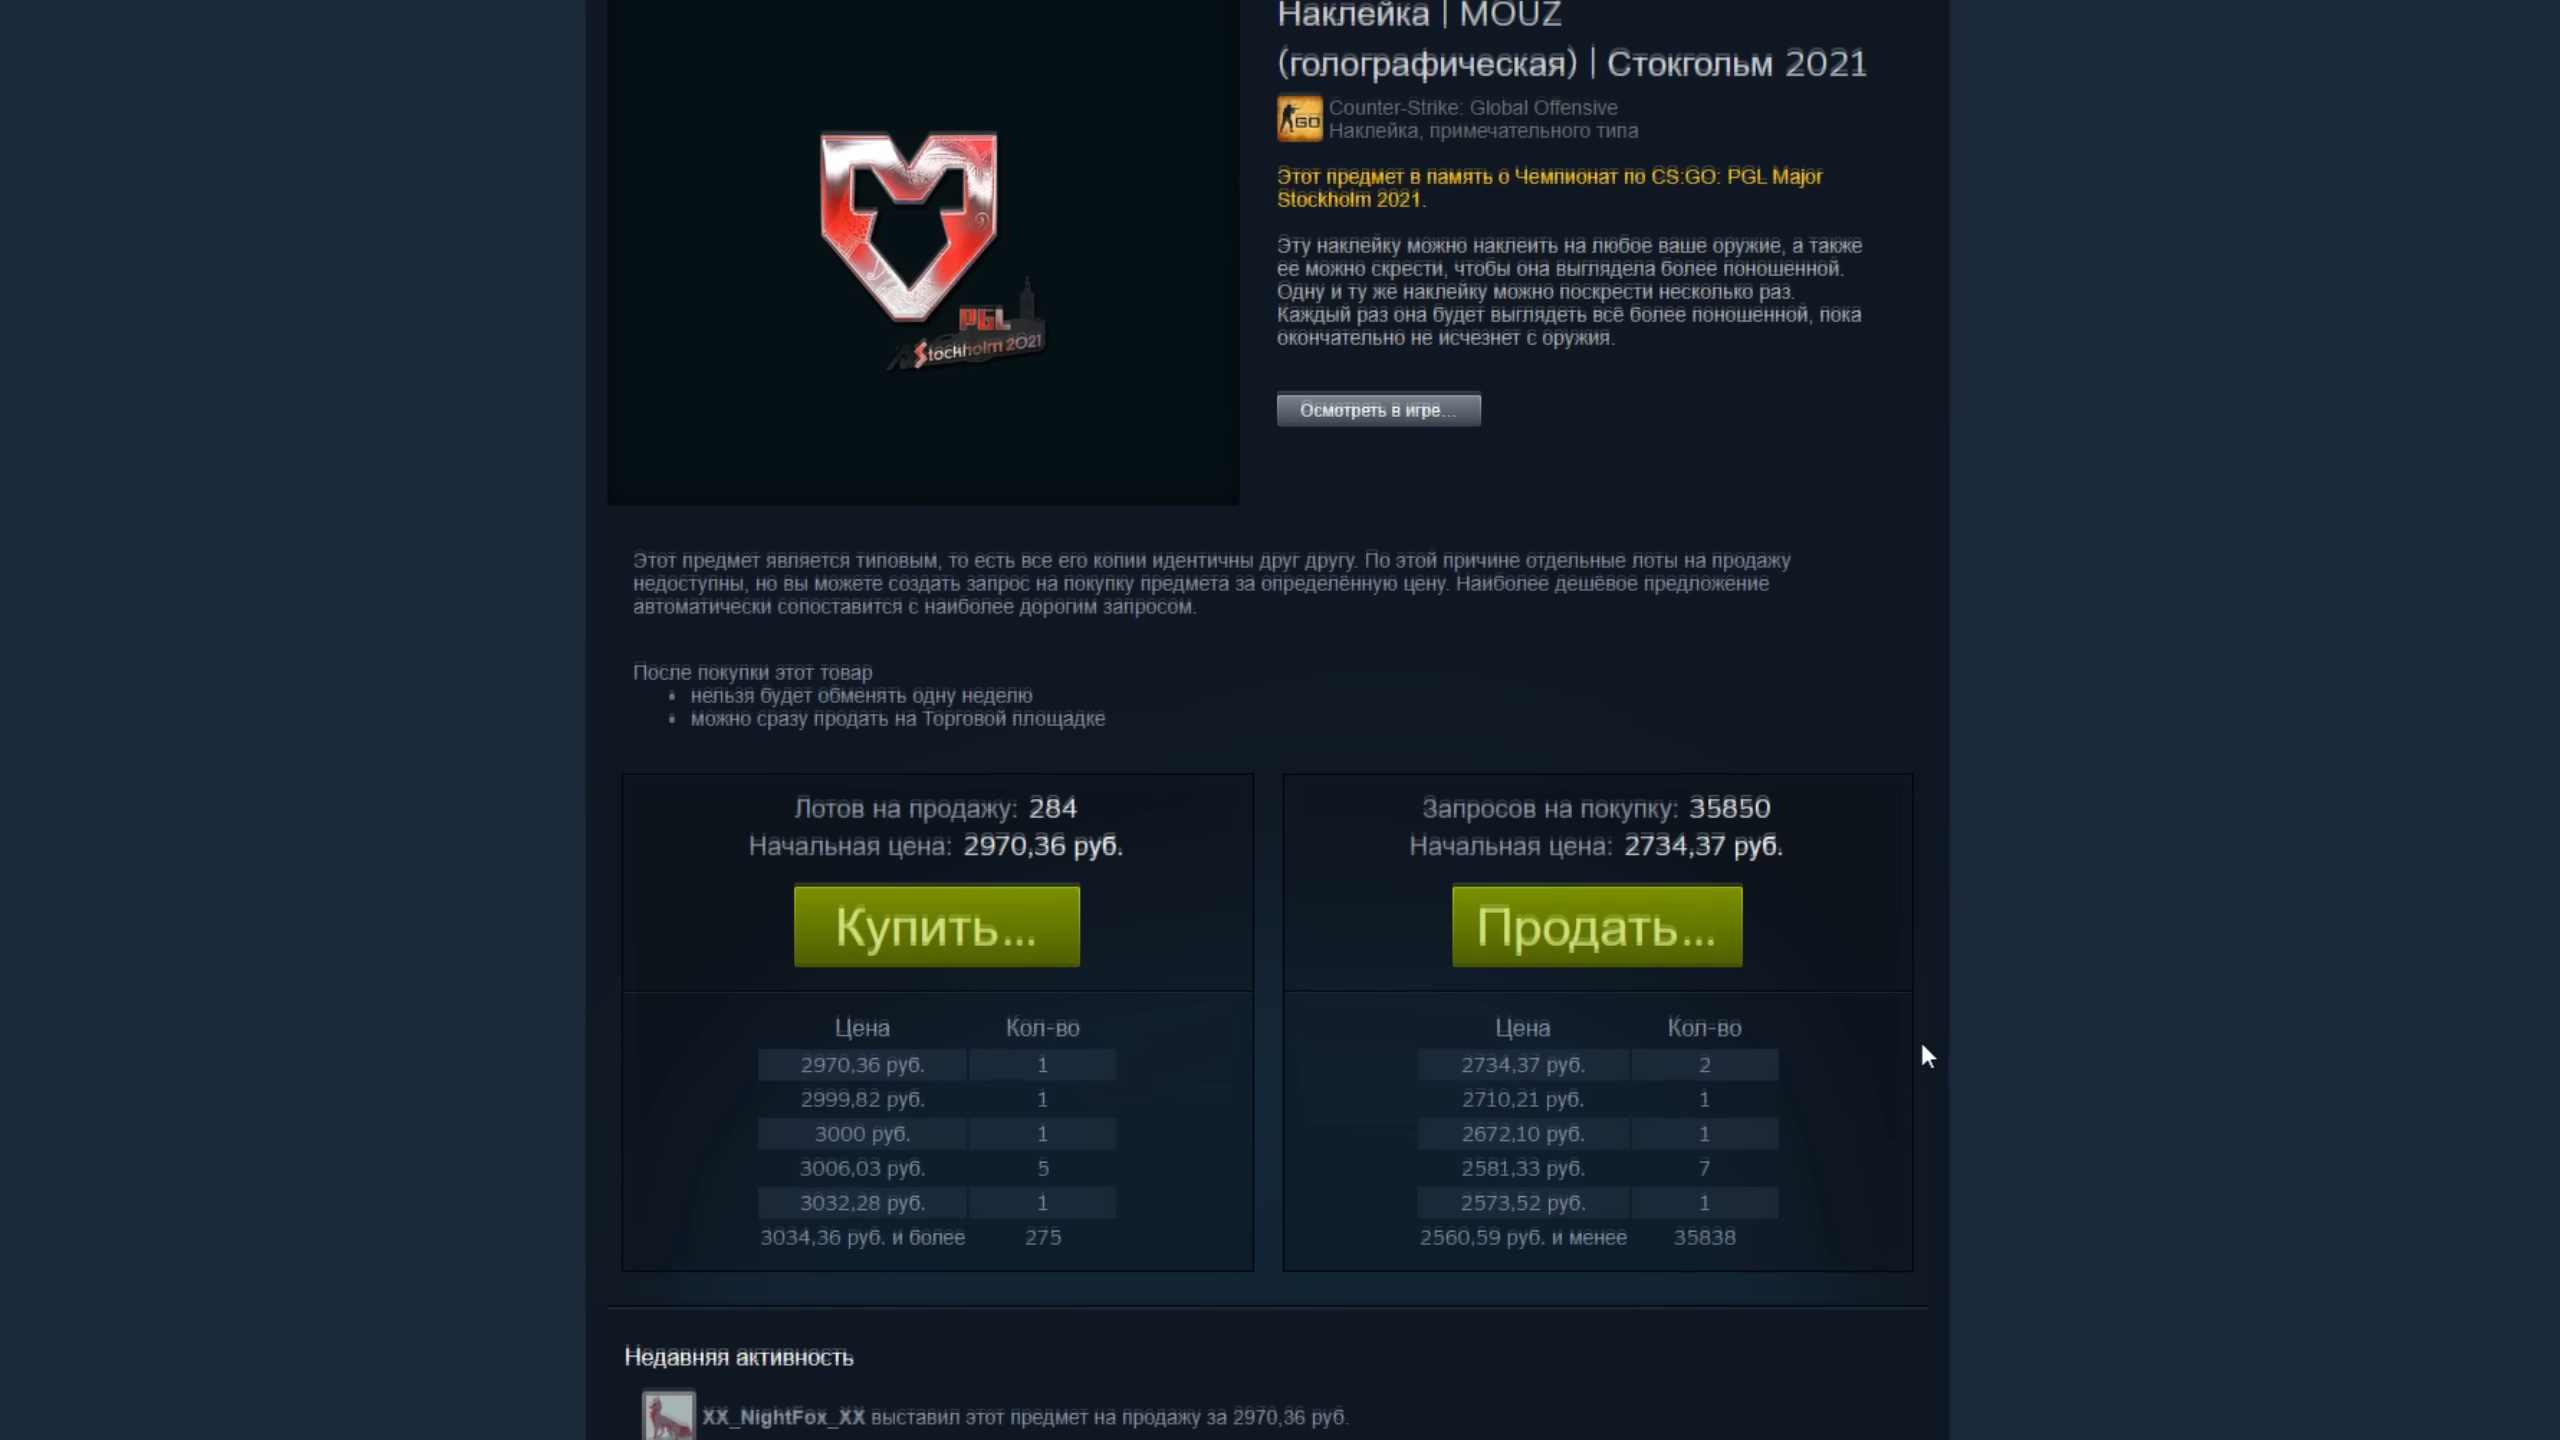 Наклейка | MOUZ
(голографическая) | Стокгольм 2021
GO
Counter-Strike: Global Offensive
Наклейка, примечательного типа
Этот предмет в память о Чемпионат по CS:GO: PGL Major
Stockholm 2021.
Эту наклейку можно наклеить на любое ваше оружие, а также
ее можно скрести, чтобы она выглядела более поношенной.
Одну и ту же наклейку можно поскрести несколько раз.
Каждый раз она будет выглядеть всё более поношенной, пока
окончательно не исчезнет с оружия.
PGL
Stockholm 2021
Осмотреть в игре...
Этот предмет является типовым, то есть все его копии идентичны друг другу. По этой причине отдельные лоты на продажу
недоступны, но вы можете создать запрос на покупку предмета за определённую цену. Наиболее дешёвое предложение
автоматически сопоставится с наиболее дорогим запросом.
После покупки этот товар
• нельзя будет обменять одну неделю
• можно сразу продать на Торговой площадке
Лотов на продажу: 284
Начальная цена: 2970,36 руб.
Купить...
Цена Кол-во
2970,36 руб. 1
2999,82 руб. 1
3000 руб. 1
3006,03 руб. 5
3032,28 руб. 1
3034,36 руб. и более 275
Запросов на покупку: 35850
Начальная цена: 2734,37 руб.
Продать...
Цена Кол-во
2734,37 руб. 2
2710,21 руб. 1
2672,10 руб. 1
2581,33 руб. 7
2573,52 руб. 1
2560,59 руб. и менее 35838
Недавняя активность
XX_NightFox_XX выставил этот предмет на продажу за 2970,36 руб.